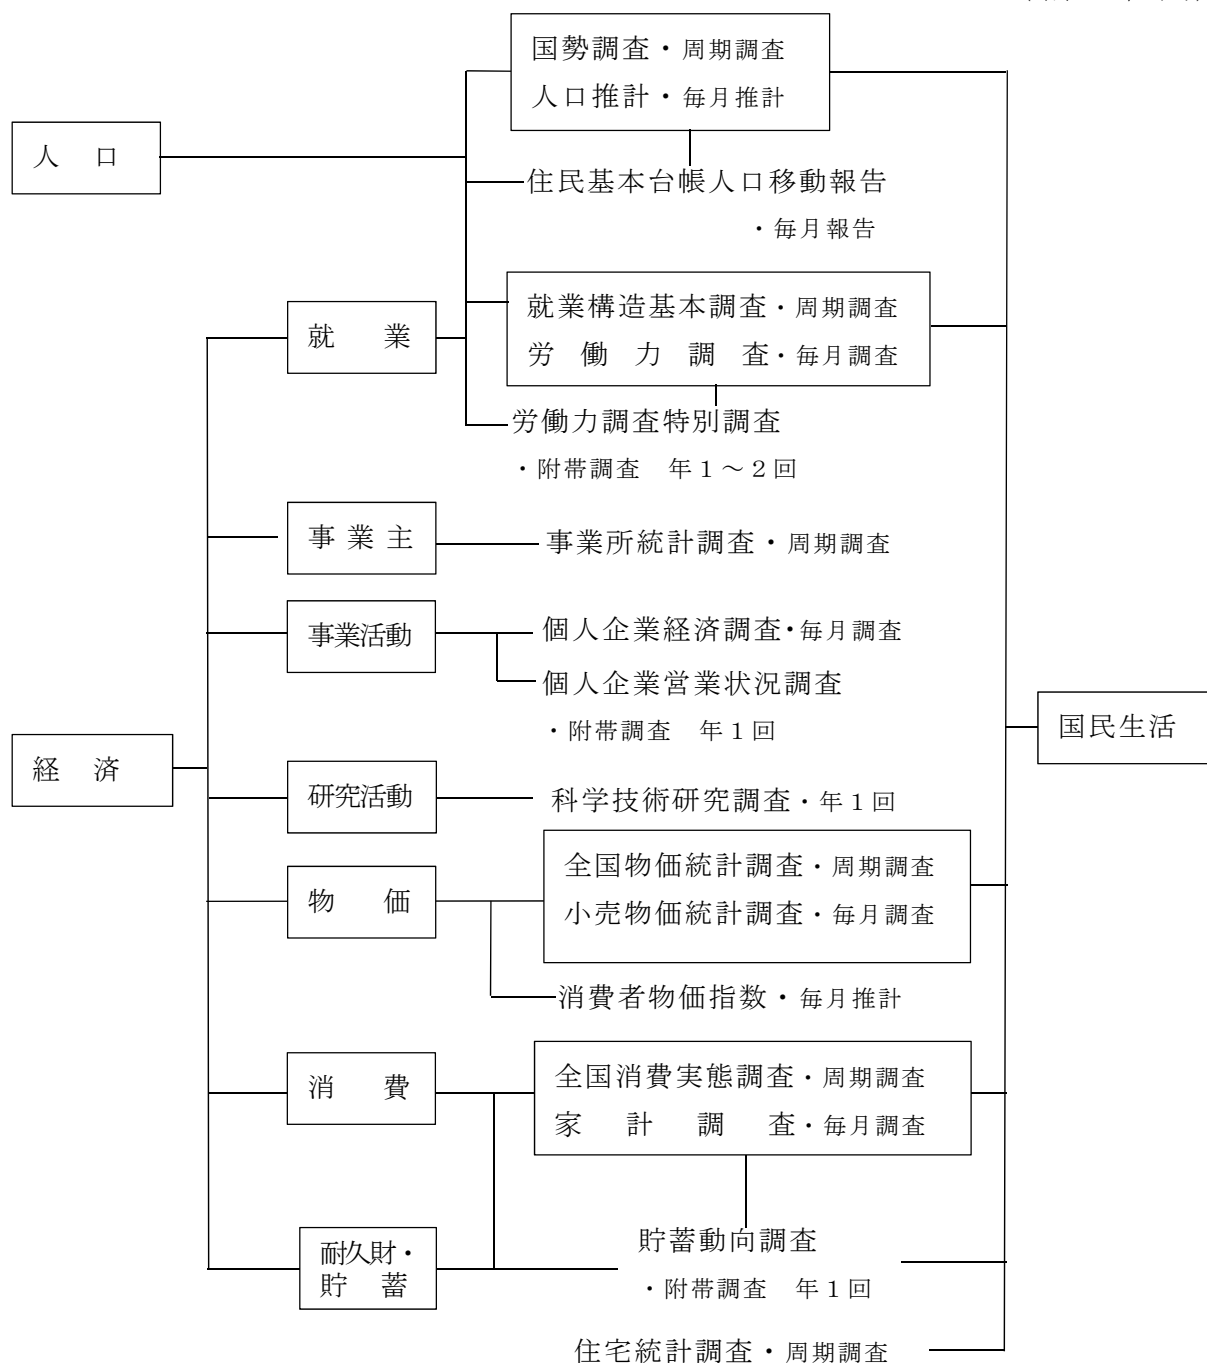 国勢調査・周期調査
人口推計・毎月推計
人　口
住民基本台帳人口移動報告
・毎月報告
就業構造基本調査・周期調査
就　業
労働力調査・毎月調査
労働力調査特別調査
・附帯調査　年１～２回
事業主
事業所統計調査・周期調査
事業活動
個人企業経済調査・毎月調査
個人企業営業状況調査
・附帯調査　年１回
国民生活
経　済
研究活動
科学技術研究調査・年１回
全国物価統計調査・周期調査
物　価
小売物価統計調査・毎月調査
消費者物価指数・毎月推計
消　費
全国消費実態調査・周期調査
家計調査・毎月調査
耐久財・
貯　蓄
貯蓄動向調査
・附帯調査　年１回
住宅統計調査・周期調査